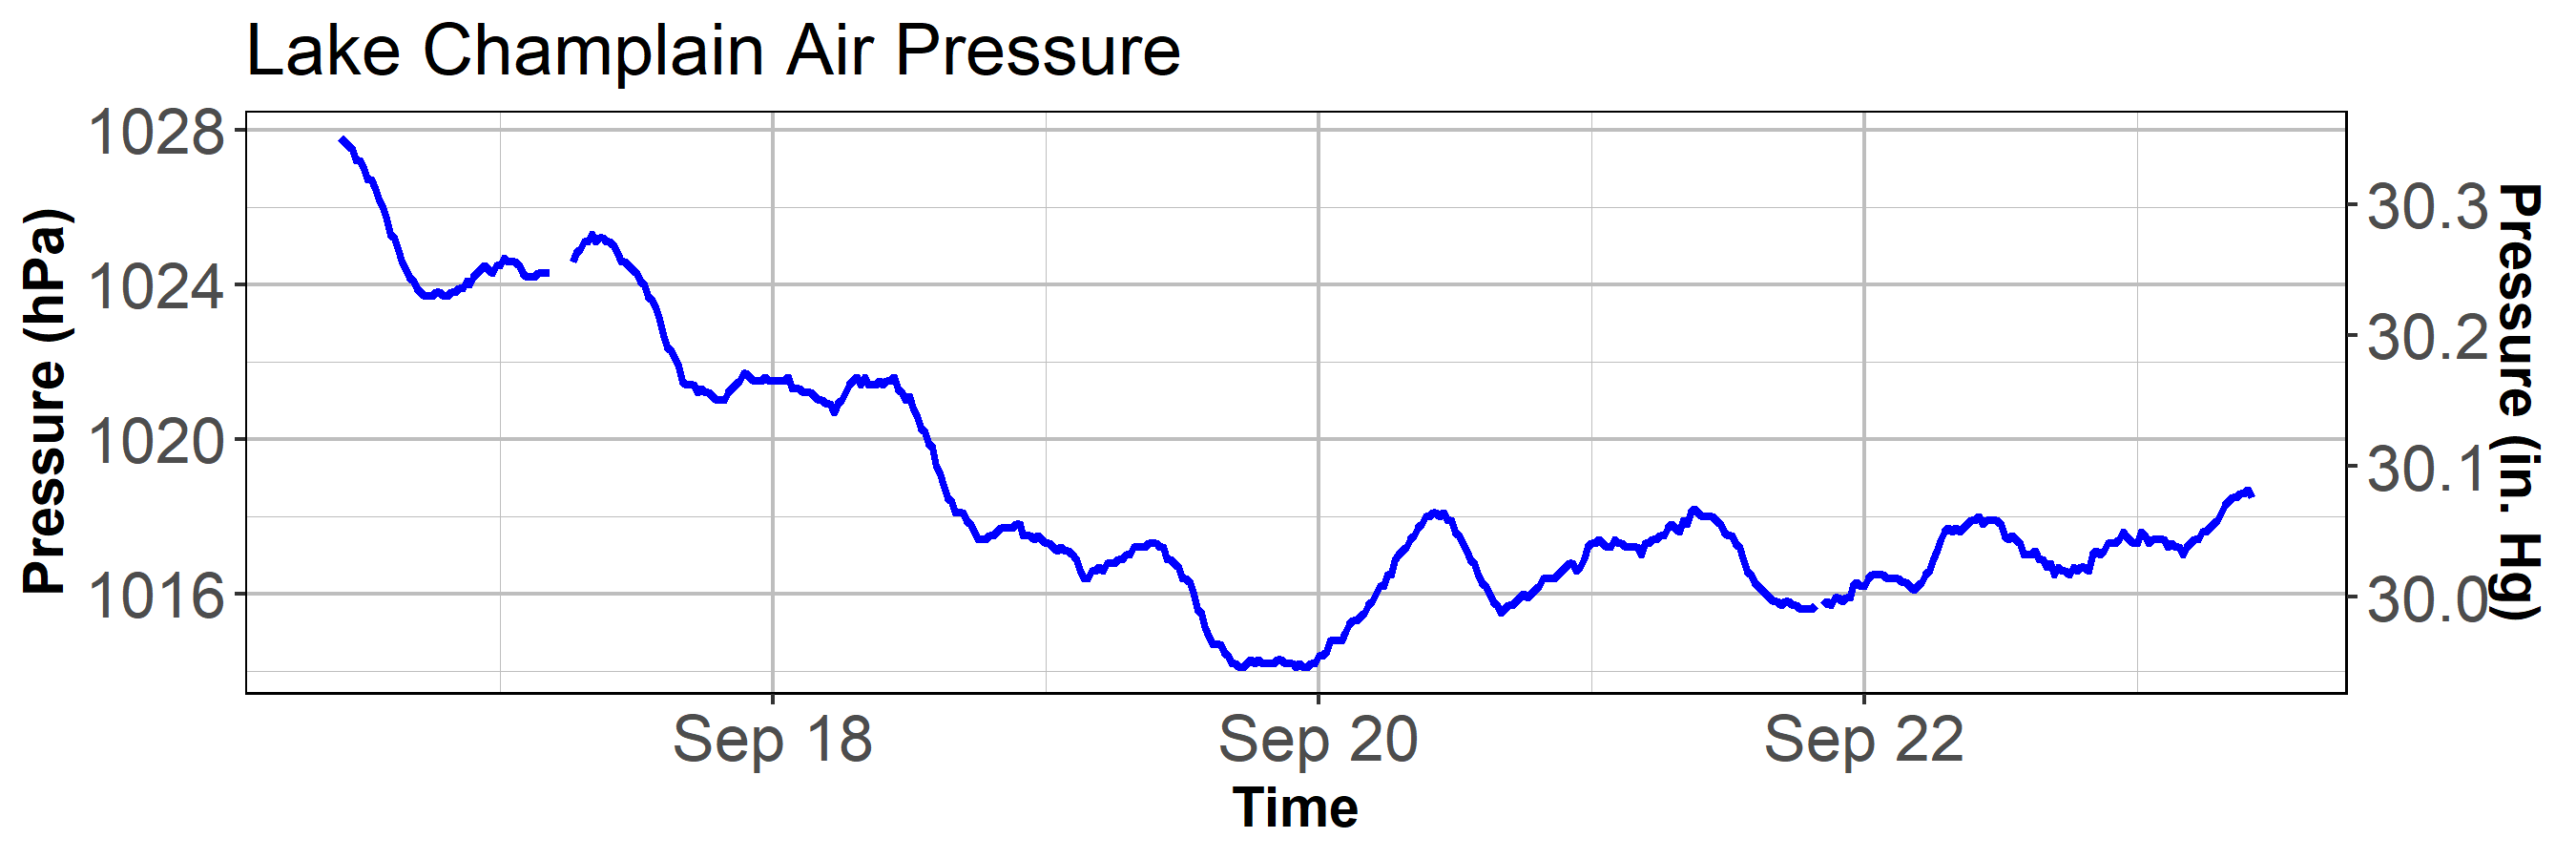 Lake Champlain Air Pressure
Pressure (hPa)
1028
1024
1020
1016
30.3
30.2
30.1
30.0
Pressure (in. Hg)
Sep 18
Sep 20
Sep 22
Time